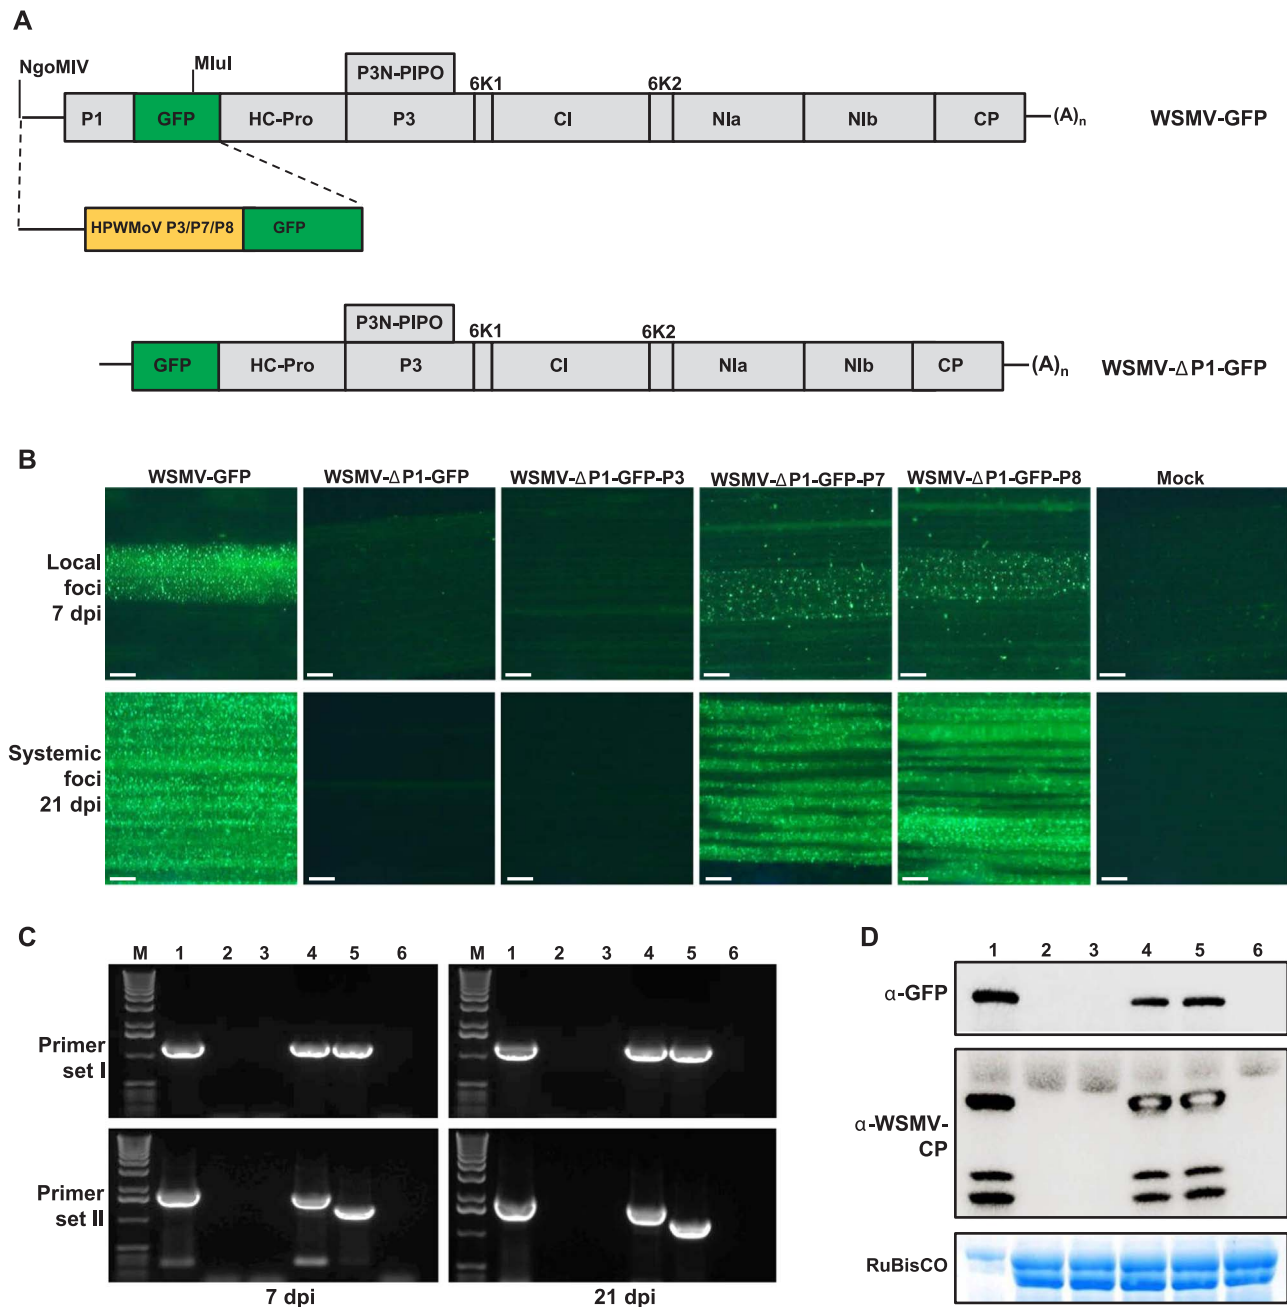 A
NgoMIV
MluI
P3N-PIPO
6K1
6K2
P1 GFP HC-Pro P3 CI NIa NIb CP (A)n WSMV-GFP
HPWMoV P3/P7/P8 GFP
P3N-PIPO
6K1
6K2
GFP HC-Pro P3 CI NIa NIb CP (A)n WSMV-ΔP1-GFP
B
WSMV-GFP WSMV-ΔP1-GFP WSMV-ΔP1-GFP-P3 WSMV-ΔP1-GFP-P7 WSMV-ΔP1-GFP-P8 Mock
Local
foci
7 dpi
Systemic
foci
21 dpi
C
M 1 2 3 4 5 6 M 1 2 3 4 5 6
Primer
set I
Primer
set II
7 dpi 21 dpi
D
1 2 3 4 5 6
α-GFP
α-WSMV-
CP
RuBisCO